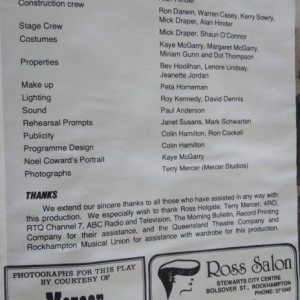 Construction crew
Ron Darwin, Warren Casey, Kerry Sowry,
Mick Draper, Alan Hinder
Stage Crew Mick Draper, Shaun O'Connor
Costumes Kaye McGarry, Margaret McGarry,
Miriam Gunn and Dot Thompson
Properties Bev Hoolihan, Lenore Lindsay,
Jeanette Jordan
Make up Peta Horneman
Lighting Roy Kennedy, David Dennis
Sound Paul Anderson
Rehearsal Prompts Janet Susans, Mark Schwarten
Publicity Colin Hamilton, Ron Cockell
Programme Design Colin Hamilton
Noel Coward's Portrait Kaye McGarry
Photographs Terry Mercer (Mercer Studios)
THANKS
We extend our sincere thanks to all those who have assisted in any way with
this production. We especially wish to thank Ross Holgate, Terry Mercer, 4RO,
RTQ Channel 7, ABC Radio and Television, The Morning Bulletin, Record Printing
Company for their assistance, and the Queensland Theatre Company and
Rockhampton Musical Union for assistance with wardrobe for this production.
PHOTOGRAPHS FOR THIS PLAY
BY COURTESY OF
Mercer
Ross Salon
STEWARTS CITY CENTRE
BOLSOVER ST., ROCKHAMPTON